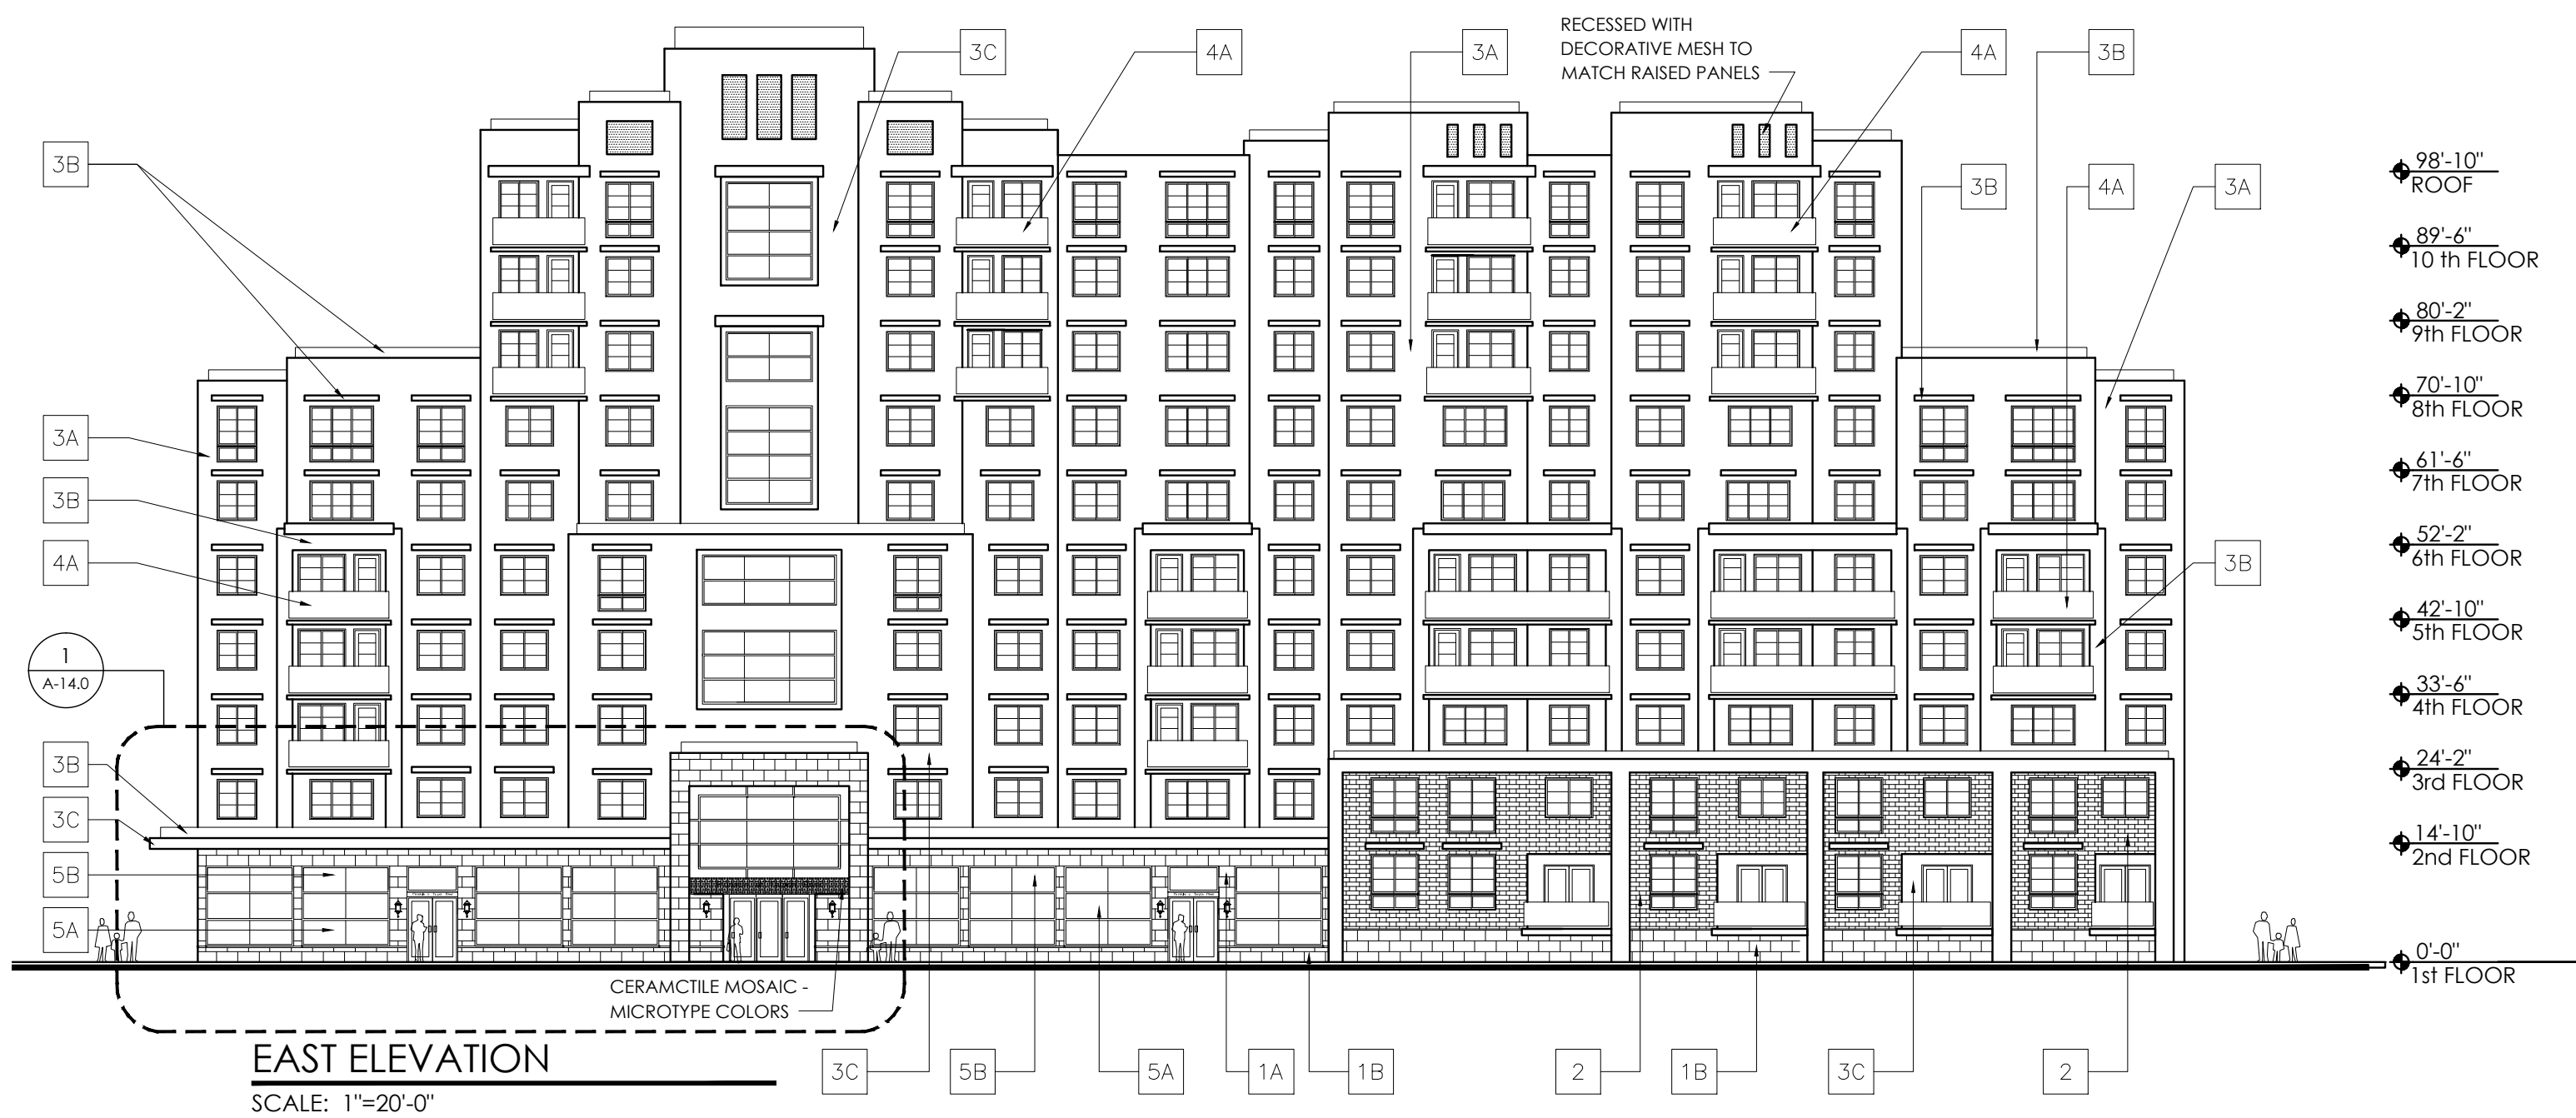 RECESSED WITH
DECORATIVE MESH TO
MATCH RAISED PANELS
3C
4A
3A
4A
3B
3B
3B
4A
3A
3A
3B
4A
3B
1
A-14.0
3B
3C
5B
5A
98'-10"
ROOF
89'-6"
10 th FLOOR
80'-2"
9th FLOOR
70'-10"
8th FLOOR
61'-6"
7th FLOOR
52'-2"
6th FLOOR
42'-10"
5th FLOOR
33'-6"
4th FLOOR
24'-2"
3rd FLOOR
14'-10"
2nd FLOOR
0'-0"
1st FLOOR
CERAMCTILE MOSAIC -
MICROTYPE COLORS
3C
5B
5A
1A
1B
2
1B
3C
2
EAST ELEVATION
SCALE: 1"=20'-0"